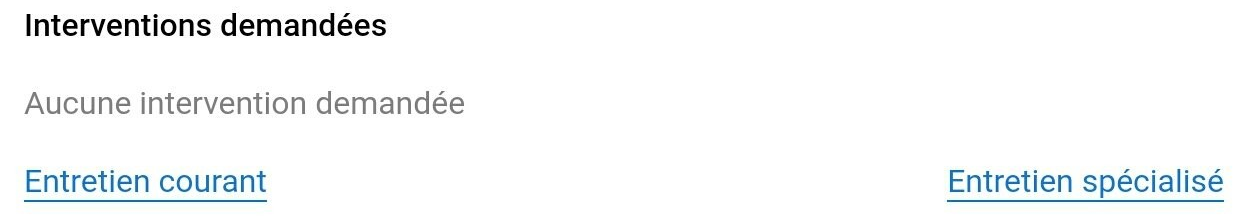 Interventions demandées
Aucune intervention demandée
Entretien courant
Entretien spécialisé